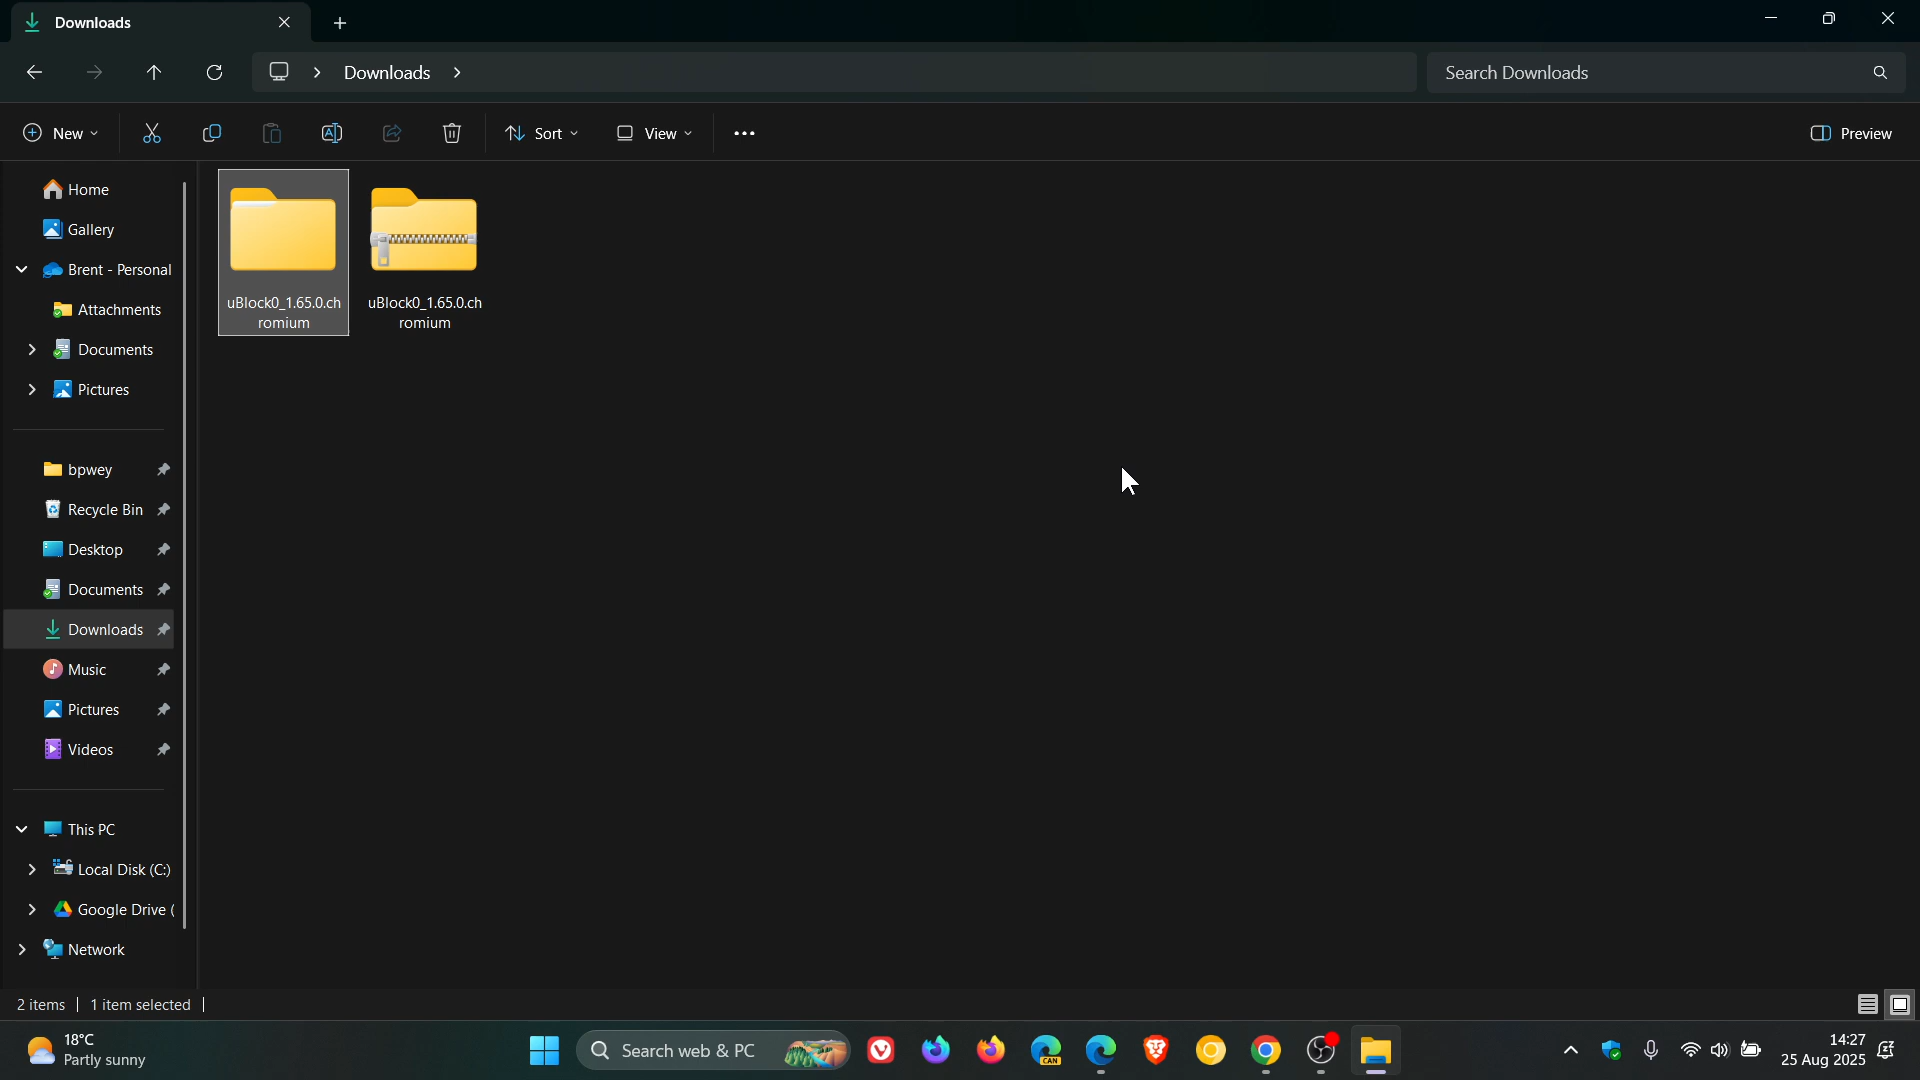 Downloads
Downloads
Search Downloads
New
Sort
View
Preview
Home
Gallery
Brent - Personal
Attachments
Documents
Pictures
bpwey
Recycle Bin
Desktop
Documents
Downloads
Music
Pictures
Videos
This PC
Local Disk (C:)
Google Drive (
Network
uBlock0_1.65.0.ch
romium
uBlock0_1.65.0.ch
romium
2 items
1 item selected
18°C
Partly sunny
Search web & PC
CAN
14:27
25 Aug 2025